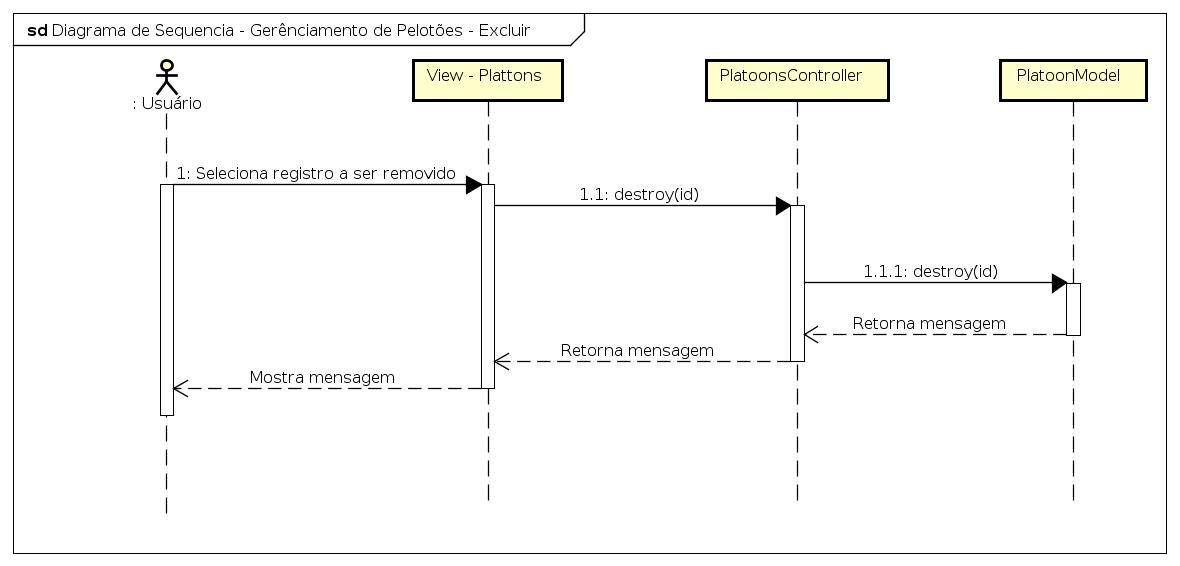 sd Diagrama de Sequencia - Gerênciamento de Pelotões - Excluir
: Usuário
View - Plattons
PlatoonsController
PlatoonModel
1: Seleciona registro a ser removido
1.1: destroy(id)
1.1.1: destroy(id)
Retorna mensagem
Retorna mensagem
Mostra mensagem